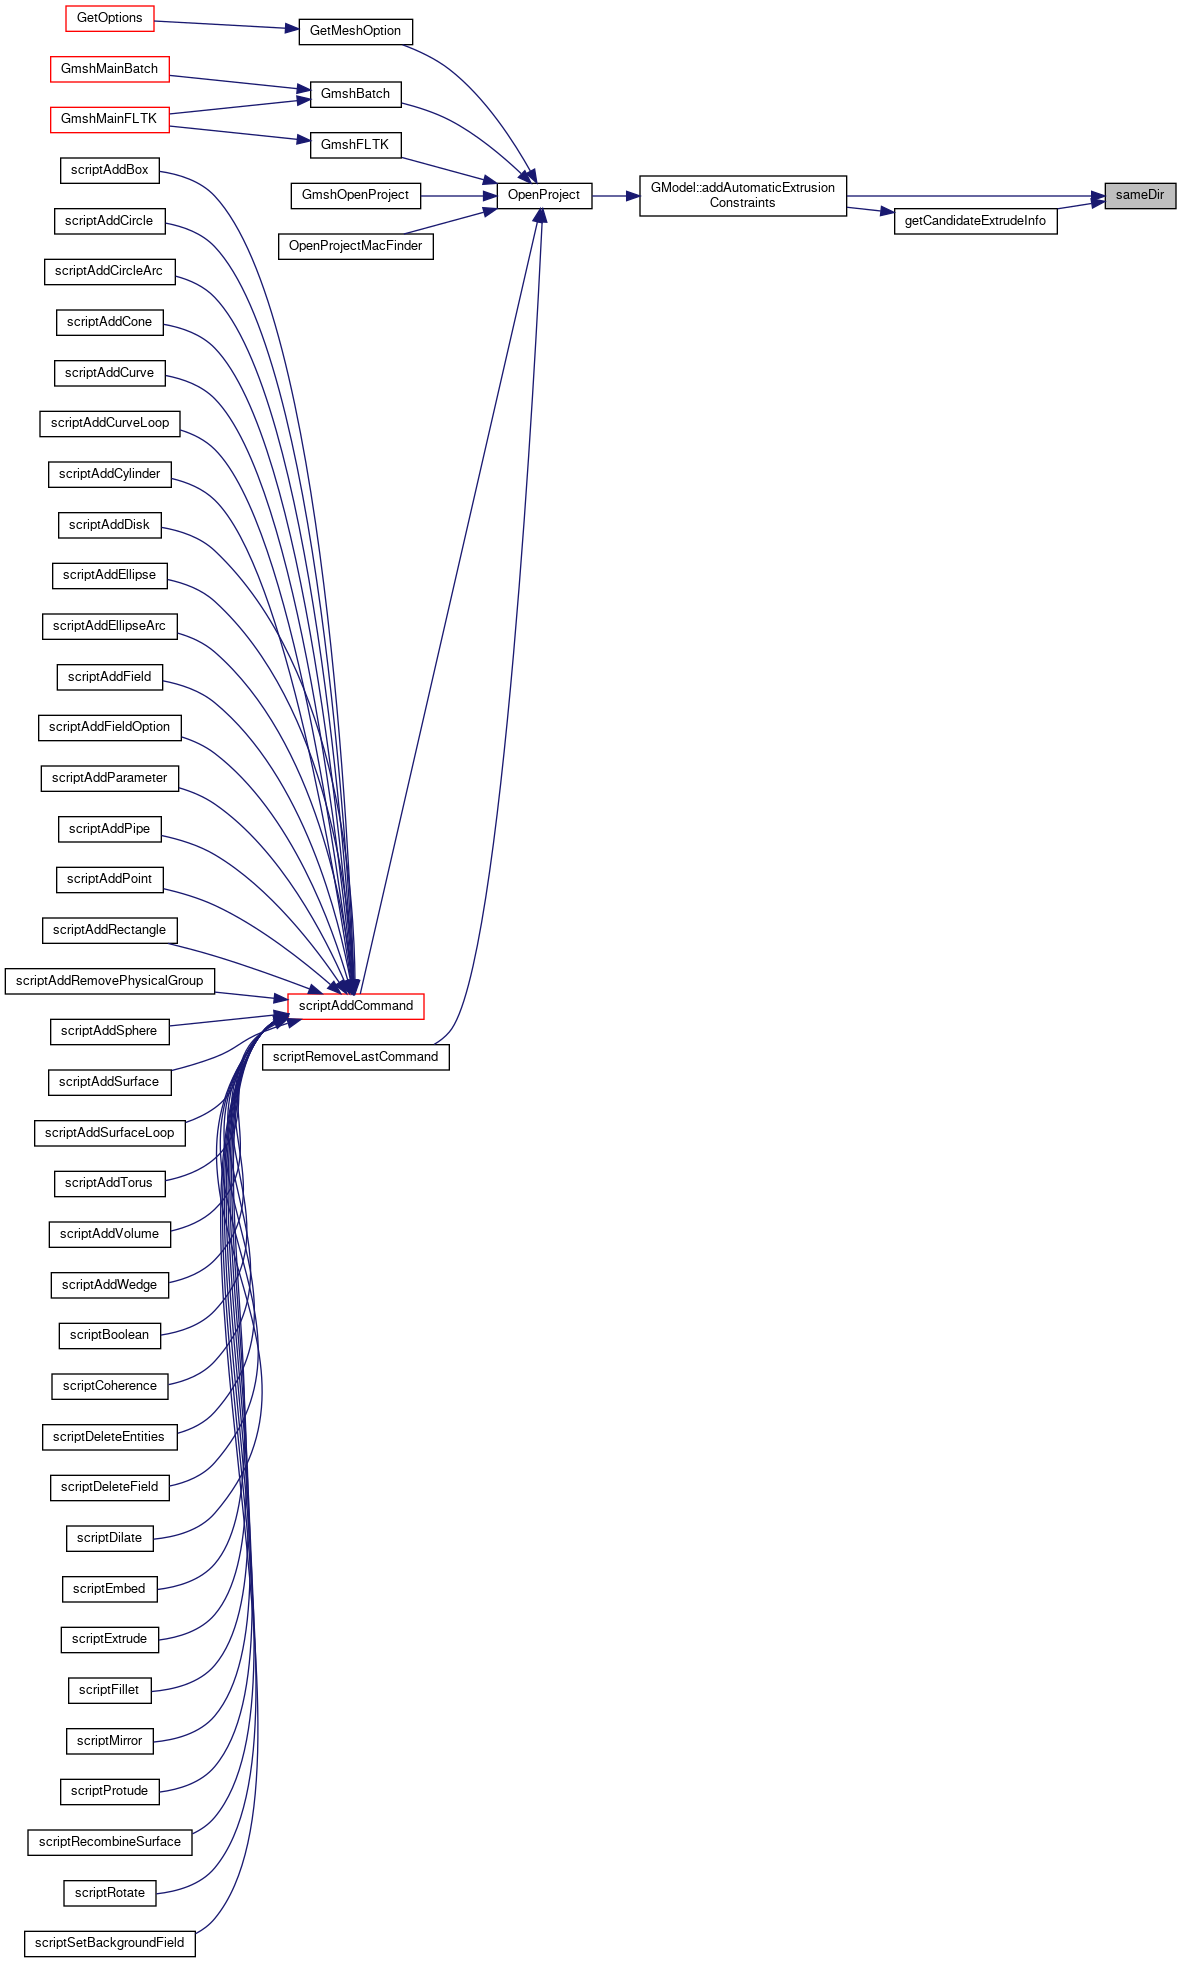 GetOptions
GetMeshOption
GmshMainBatch
GmshBatch
GmshMainFLTK
GmshFLTK
scriptAddBox
GmshOpenProject
OpenProject
GModel::addAutomaticExtrusion
Constraints
sameDir
scriptAddCircle
OpenProjectMacFinder
getCandidateExtrudeInfo
scriptAddCircleArc
scriptAddCone
scriptAddCurve
scriptAddCurveLoop
scriptAddCylinder
scriptAddDisk
scriptAddEllipse
scriptAddEllipseArc
scriptAddField
scriptAddFieldOption
scriptAddParameter
scriptAddPipe
scriptAddPoint
scriptAddRectangle
scriptAddRemovePhysicalGroup
scriptAddCommand
scriptAddSphere
scriptRemoveLastCommand
scriptAddSurface
scriptAddSurfaceLoop
scriptAddTorus
scriptAddVolume
scriptAddWedge
scriptBoolean
scriptCoherence
scriptDeleteEntities
scriptDeleteField
scriptDilate
scriptEmbed
scriptExtrude
scriptFillet
scriptMirror
scriptProtude
scriptRecombineSurface
scriptRotate
scriptSetBackgroundField